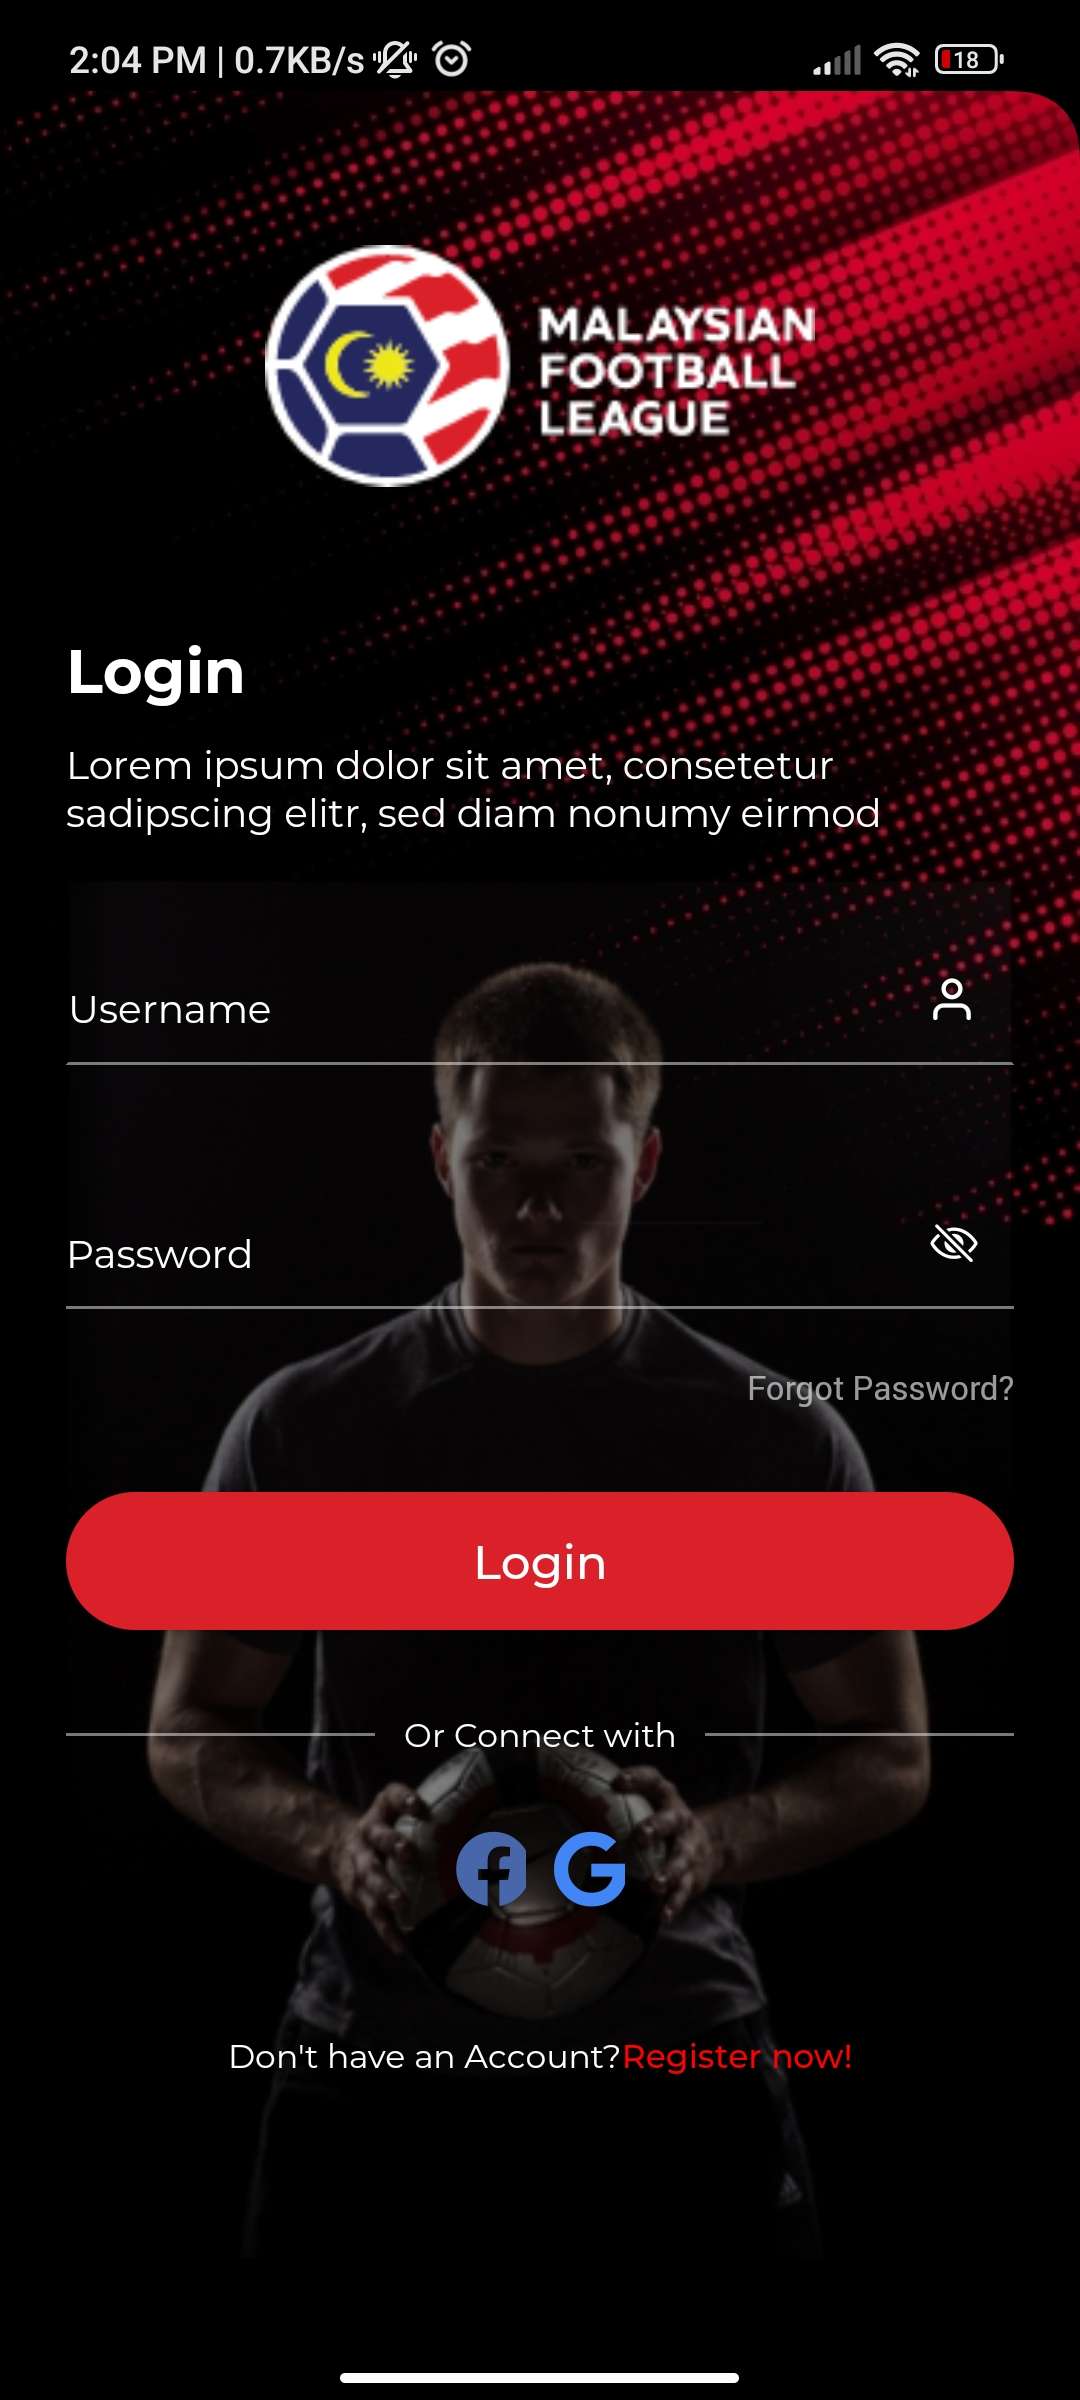 2:04 PM | 0.7KB/s
18
MALAYSIAN
FOOTBALL
LEAGUE
Login
Lorem ipsum dolor sit amet, consetetur
sadipscing elitr, sed diam nonumy eirmod
Username
Password
Forgot Password?
Login
Or Connect with
Don't have an Account?Register now!